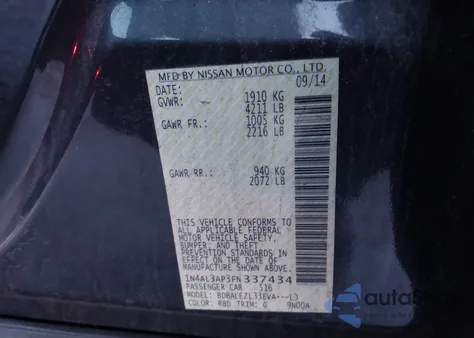 MFD BY NISSAN MOTOR CO., LTD.
DATE: 09/14
GVWR: 1910 KG
4211 LB
GAWR FR.: 1005 KG
2216 LB
GAWR RR.: 940 KG
2072 LB
THIS VEHICLE CONFORMS TO
ALL APPLICABLE FEDERAL
MOTOR VEHICLE SAFETY,
BUMPER, AND THEFT
PREVENTION STANDARDS
IN EFFECT ON THE DATE OF
MANUFACTURE SHOWN ABOVE.
1N4AL3AP3FN337434
PASSENGER CAR 516
MODEL: BDBALEZL33EVA---L3
COLOR: RBD TRIM: G 9N00A
autoStar